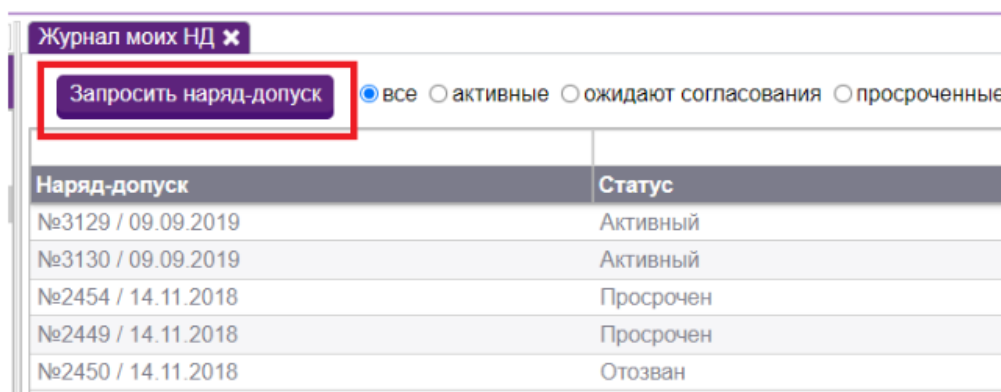 Журнал моих НД ✖
Запросить наряд-допуск все активные ожидают согласования просроченные
Наряд-допуск Статус
№3129 / 09.09.2019 Активный
№3130 / 09.09.2019 Активный
№2454 / 14.11.2018 Просрочен
№2449 / 14.11.2018 Просрочен
№2450 / 14.11.2018 Отозван